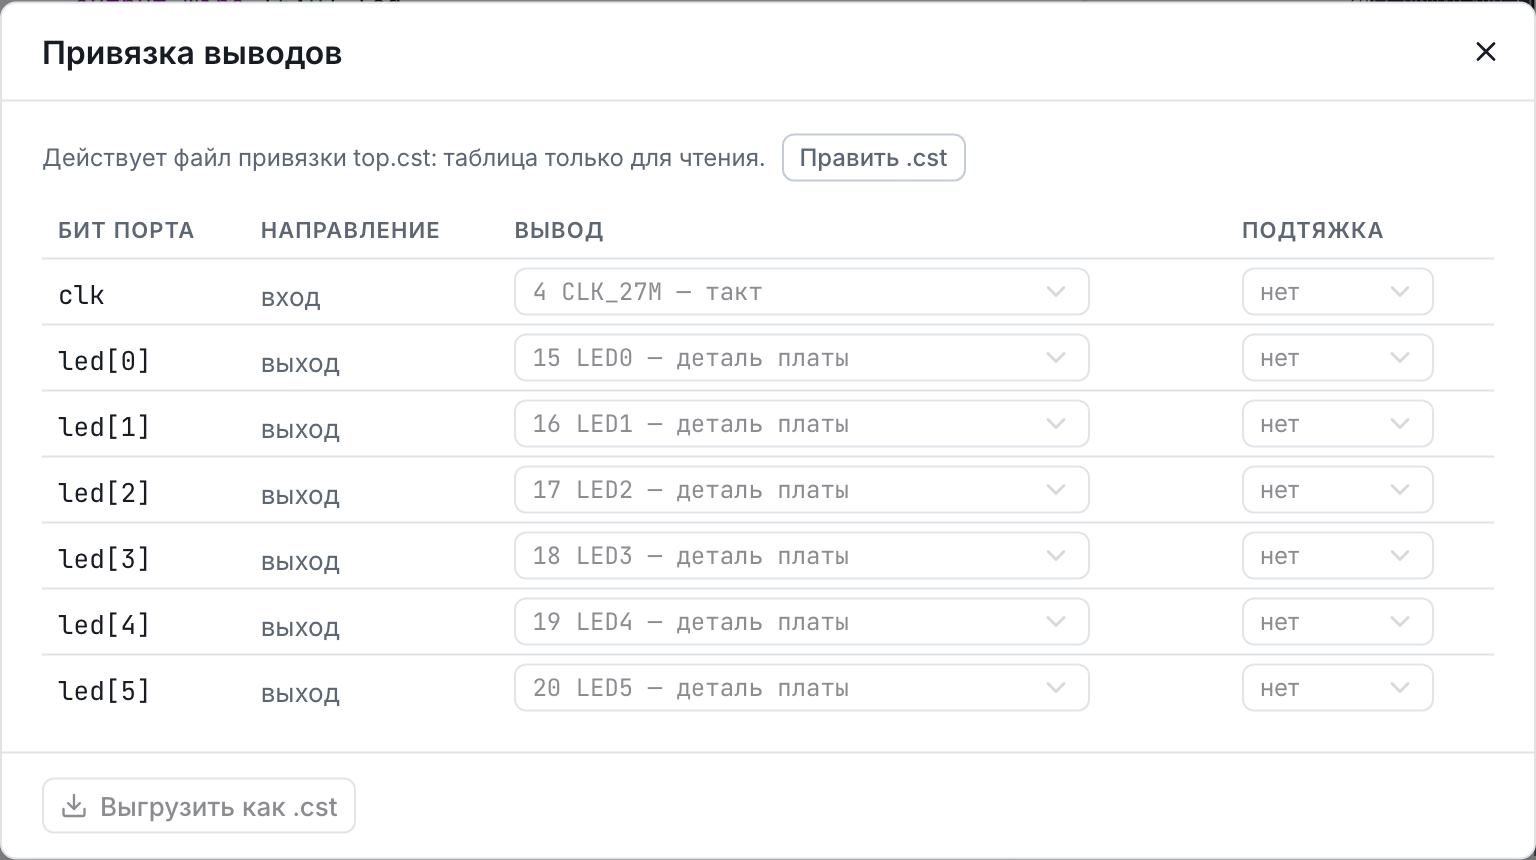 Привязка выводов
Действует файл привязки top.cst: таблица только для чтения. Править .cst
БИТ ПОРТА НАПРАВЛЕНИЕ ВЫВОД ПОДТЯЖКА
clk вход 4 CLK_27M — такт нет
led[0] выход 15 LED0 — деталь платы нет
led[1] выход 16 LED1 — деталь платы нет
led[2] выход 17 LED2 — деталь платы нет
led[3] выход 18 LED3 — деталь платы нет
led[4] выход 19 LED4 — деталь платы нет
led[5] выход 20 LED5 — деталь платы нет
Выгрузить как .cst